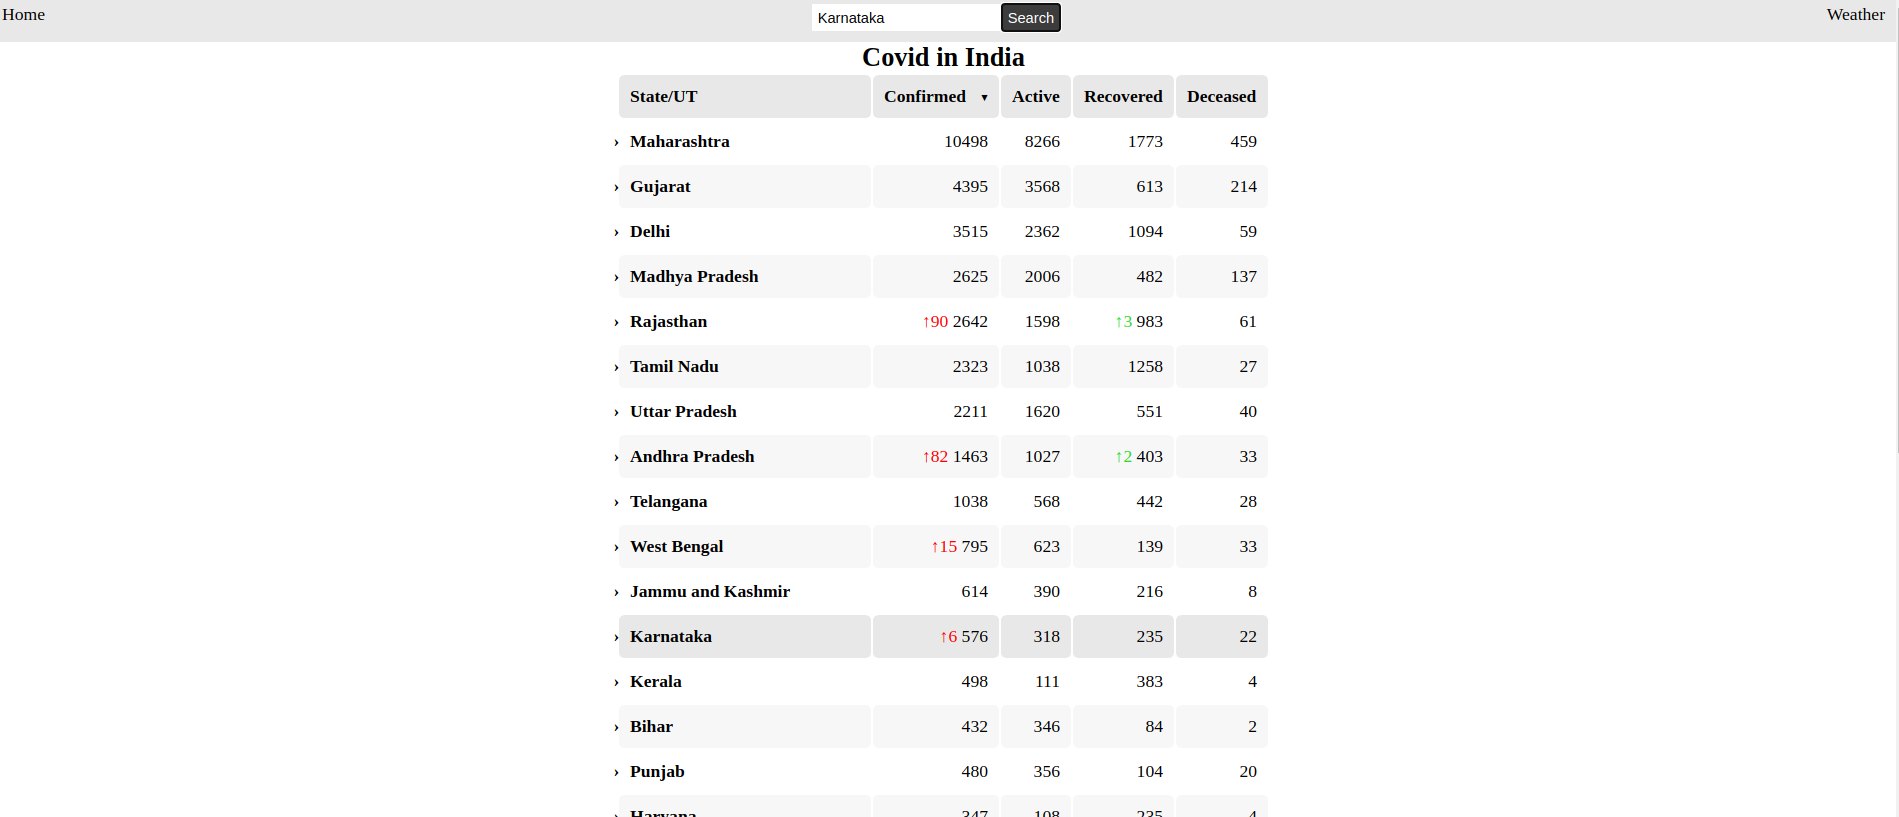 Home Karnataka Search Weather
Covid in India
State/UT Confirmed ▼ Active Recovered Deceased
› Maharashtra 10498 8266 1773 459
› Gujarat 4395 3568 613 214
› Delhi 3515 2362 1094 59
› Madhya Pradesh 2625 2006 482 137
› Rajasthan ↑90 2642 1598 ↑3 983 61
› Tamil Nadu 2323 1038 1258 27
› Uttar Pradesh 2211 1620 551 40
› Andhra Pradesh ↑82 1463 1027 ↑2 403 33
› Telangana 1038 568 442 28
› West Bengal ↑15 795 623 139 33
› Jammu and Kashmir 614 390 216 8
› Karnataka ↑6 576 318 235 22
› Kerala 498 111 383 4
› Bihar 432 346 84 2
› Punjab 480 356 104 20
› Haryana 347 108 235 4